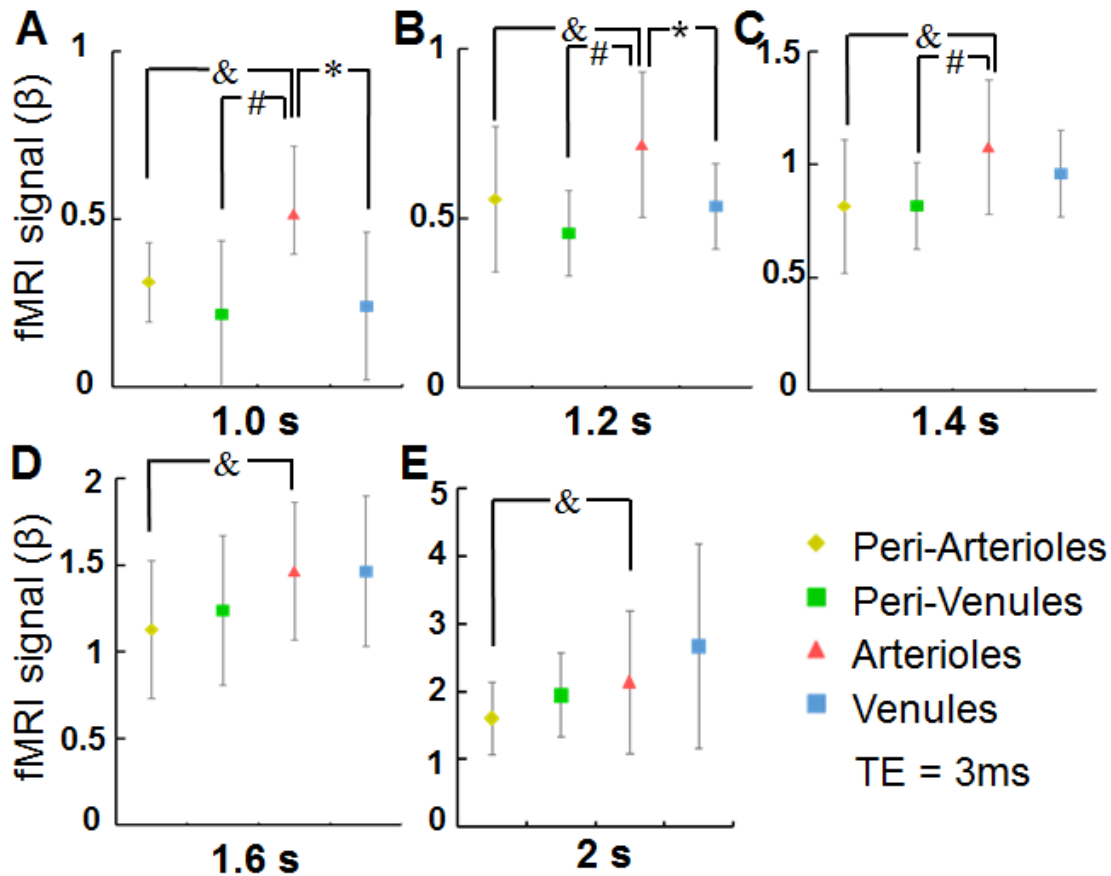 A
fMRI signal (β)
1
0.5
0
&
#
*
1.0 s
B
1
0.5
0
&
#
*
1.2 s
C
1.5
1
0.5
0
&
#
1.4 s
D
fMRI signal (β)
2
1.5
1
0.5
0
&
1.6 s
E
5
4
3
2
1
0
&
2 s
Peri-Arterioles
Peri-Venules
Arterioles
Venules
TE = 3ms